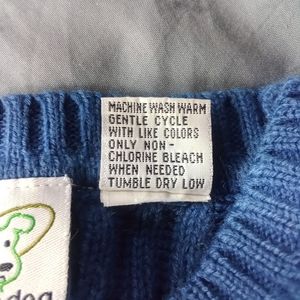 MACHINE WASH WARM
GENTLE CYCLE
WITH LIKE COLORS
ONLY NON -
CHLORINE BLEACH
WHEN NEEDED
TUMBLE DRY LOW
dog